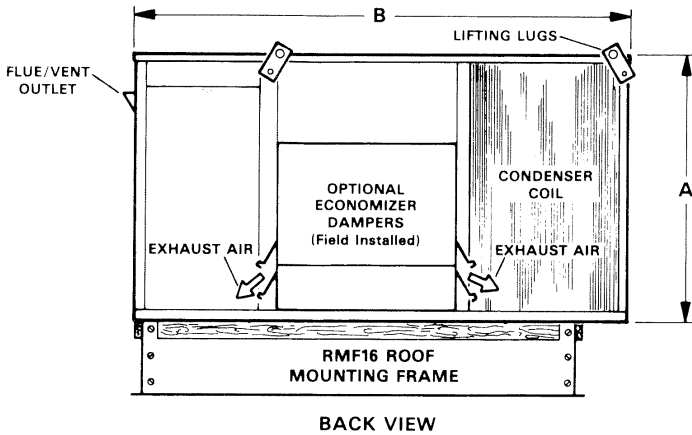 B
LIFTING LUGS
FLUE/VENT
OUTLET
CONDENSER
COIL
A
OPTIONAL
ECONOMIZER
DAMPERS
(Field Installed)
EXHAUST AIR
EXHAUST AIR
RMF16 ROOF
MOUNTING FRAME
BACK VIEW